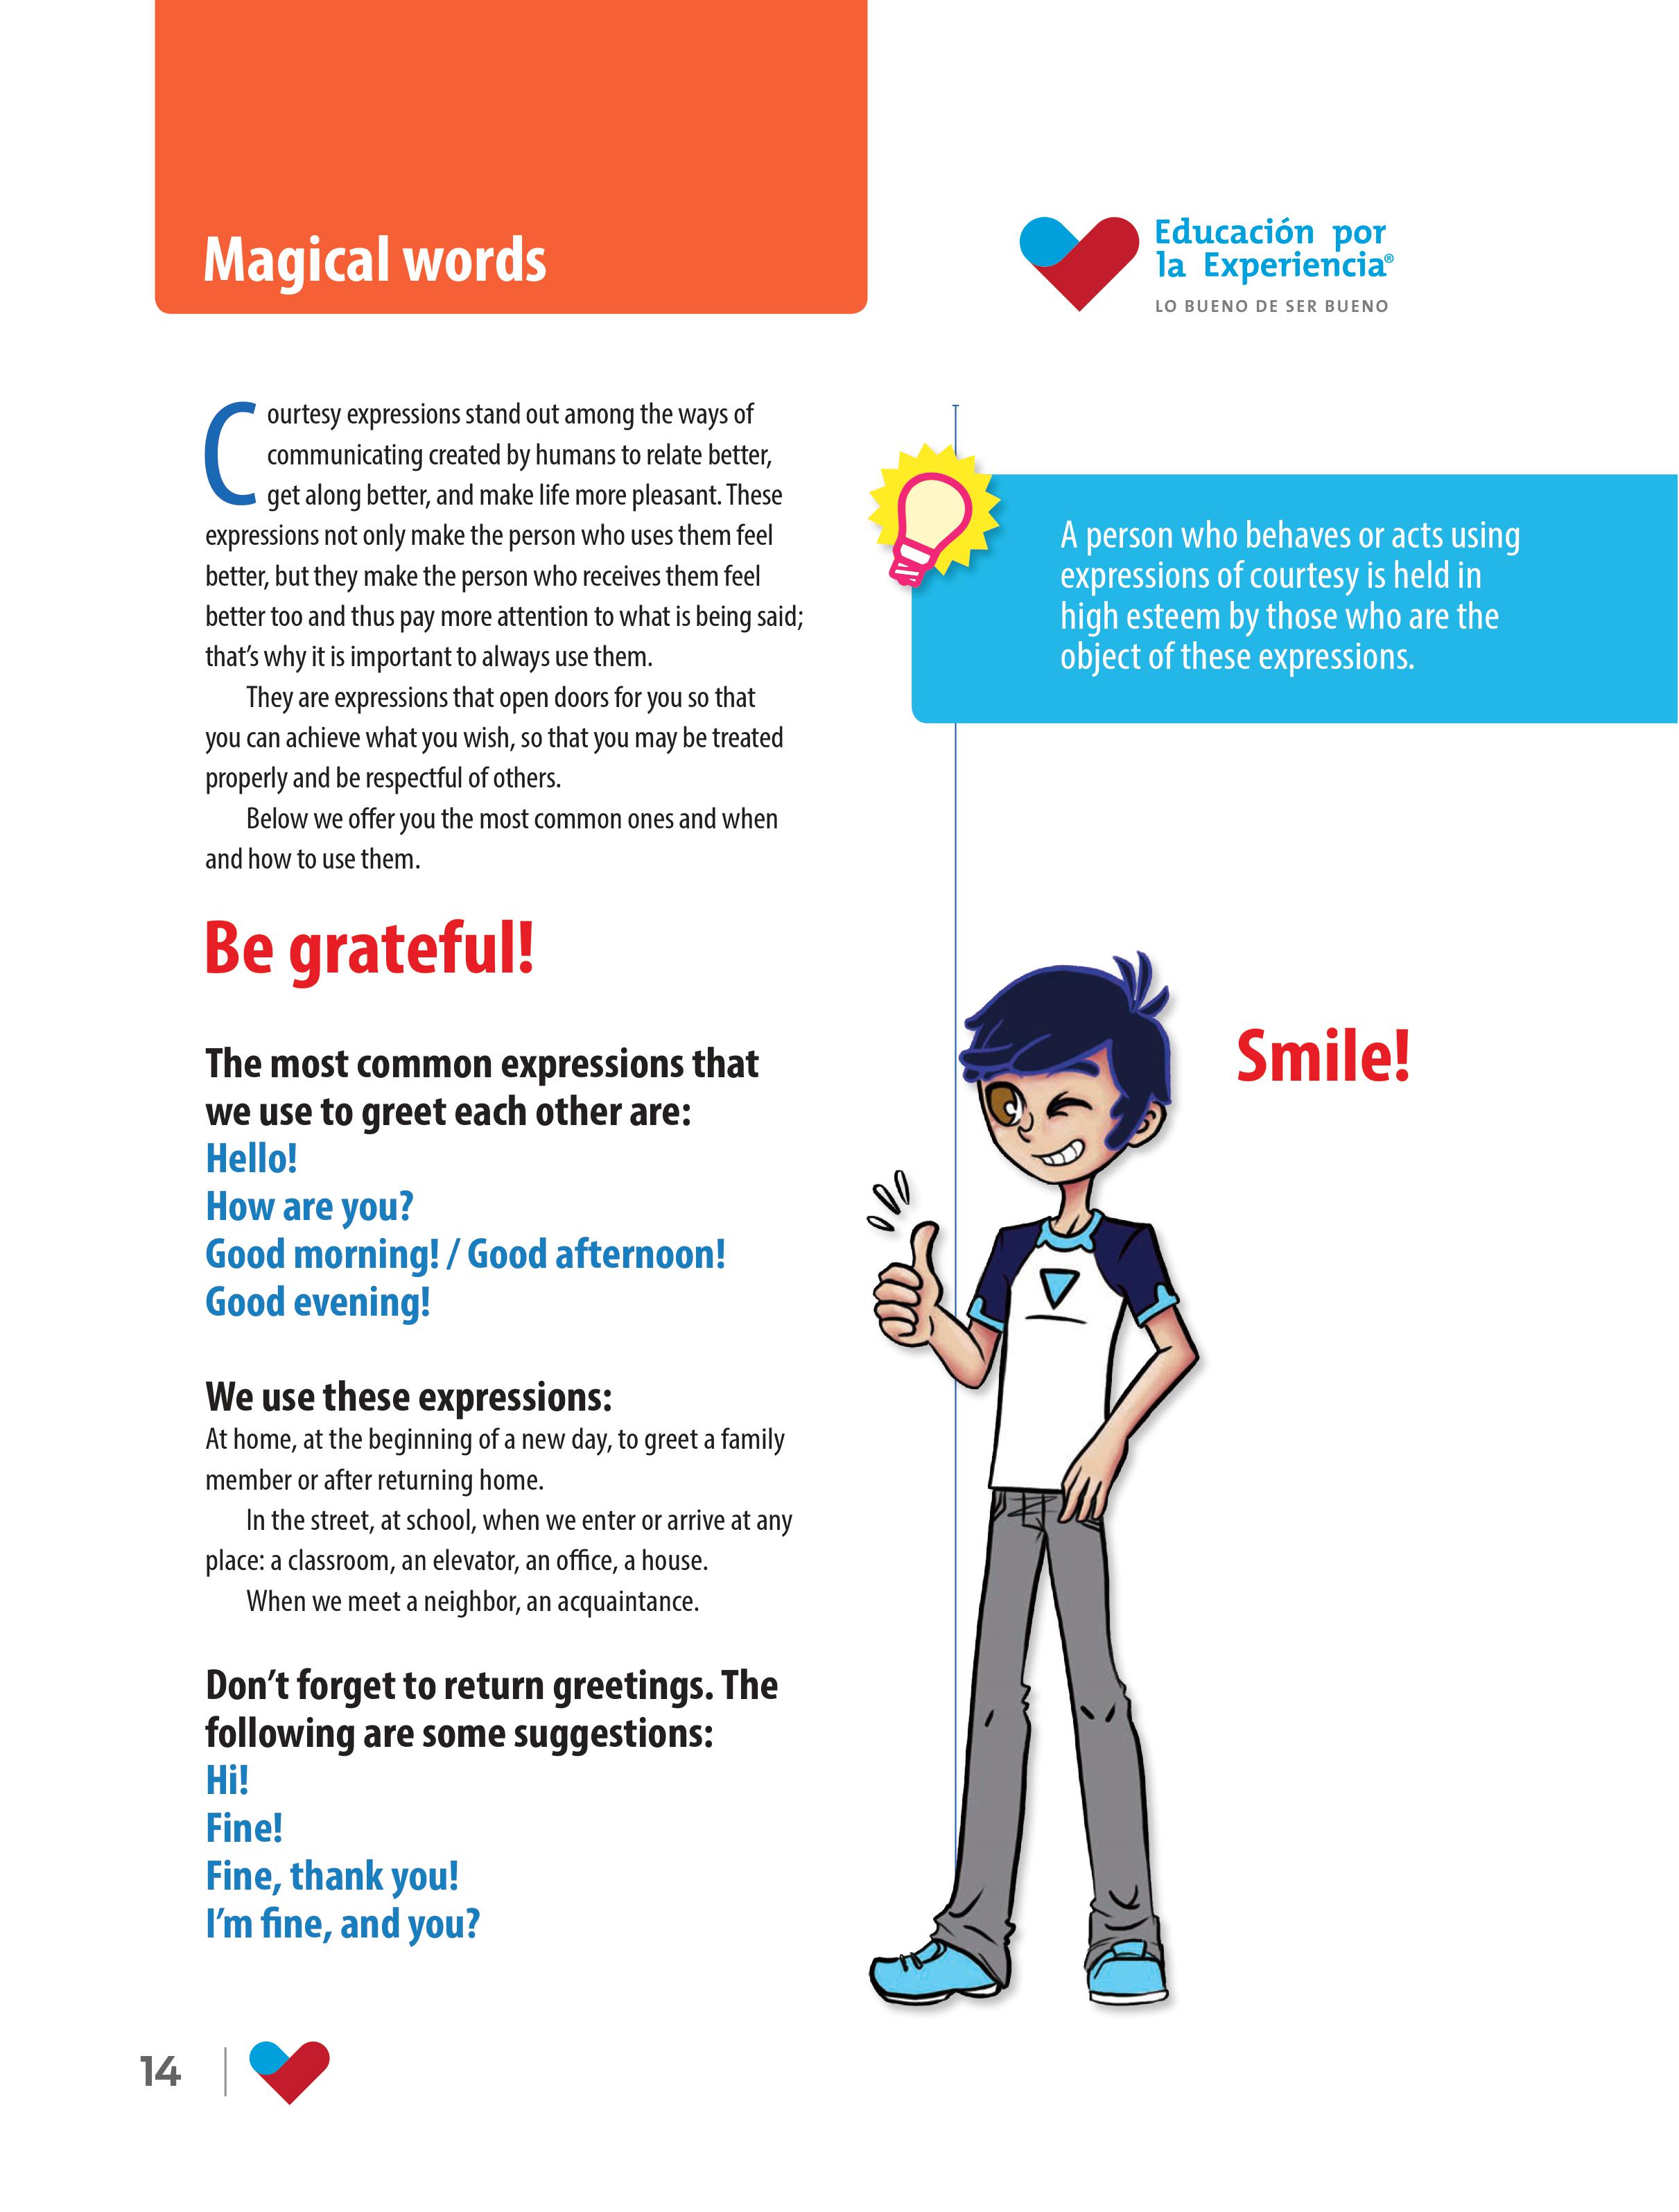 Magical words
Educación por
la Experiencia®
LO BUENO DE SER BUENO
Courtesy expressions stand out among the ways of
communicating created by humans to relate better,
get along better, and make life more pleasant. These
expressions not only make the person who uses them feel
better, but they make the person who receives them feel
better too and thus pay more attention to what is being said;
that’s why it is important to always use them.
They are expressions that open doors for you so that
you can achieve what you wish, so that you may be treated
properly and be respectful of others.
Below we offer you the most common ones and when
and how to use them.
A person who behaves or acts using
expressions of courtesy is held in
high esteem by those who are the
object of these expressions.
Be grateful!
The most common expressions that
we use to greet each other are:
Hello!
How are you?
Good morning! / Good afternoon!
Good evening!
We use these expressions:
At home, at the beginning of a new day, to greet a family
member or after returning home.
In the street, at school, when we enter or arrive at any
place: a classroom, an elevator, an office, a house.
When we meet a neighbor, an acquaintance.
Don’t forget to return greetings. The
following are some suggestions:
Hi!
Fine!
Fine, thank you!
I’m fine, and you?
Smile!
14